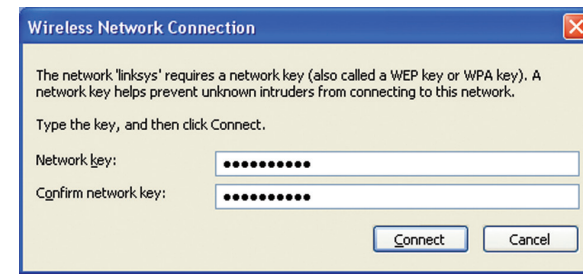 Wireless Network Connection
The network 'linksys' requires a network key (also called a WEP key or WPA key). A
network key helps prevent unknown intruders from connecting to this network.
Type the key, and then click Connect.
Network key: ●●●●●●●●●●
Confirm network key: ●●●●●●●●●●
Connect Cancel